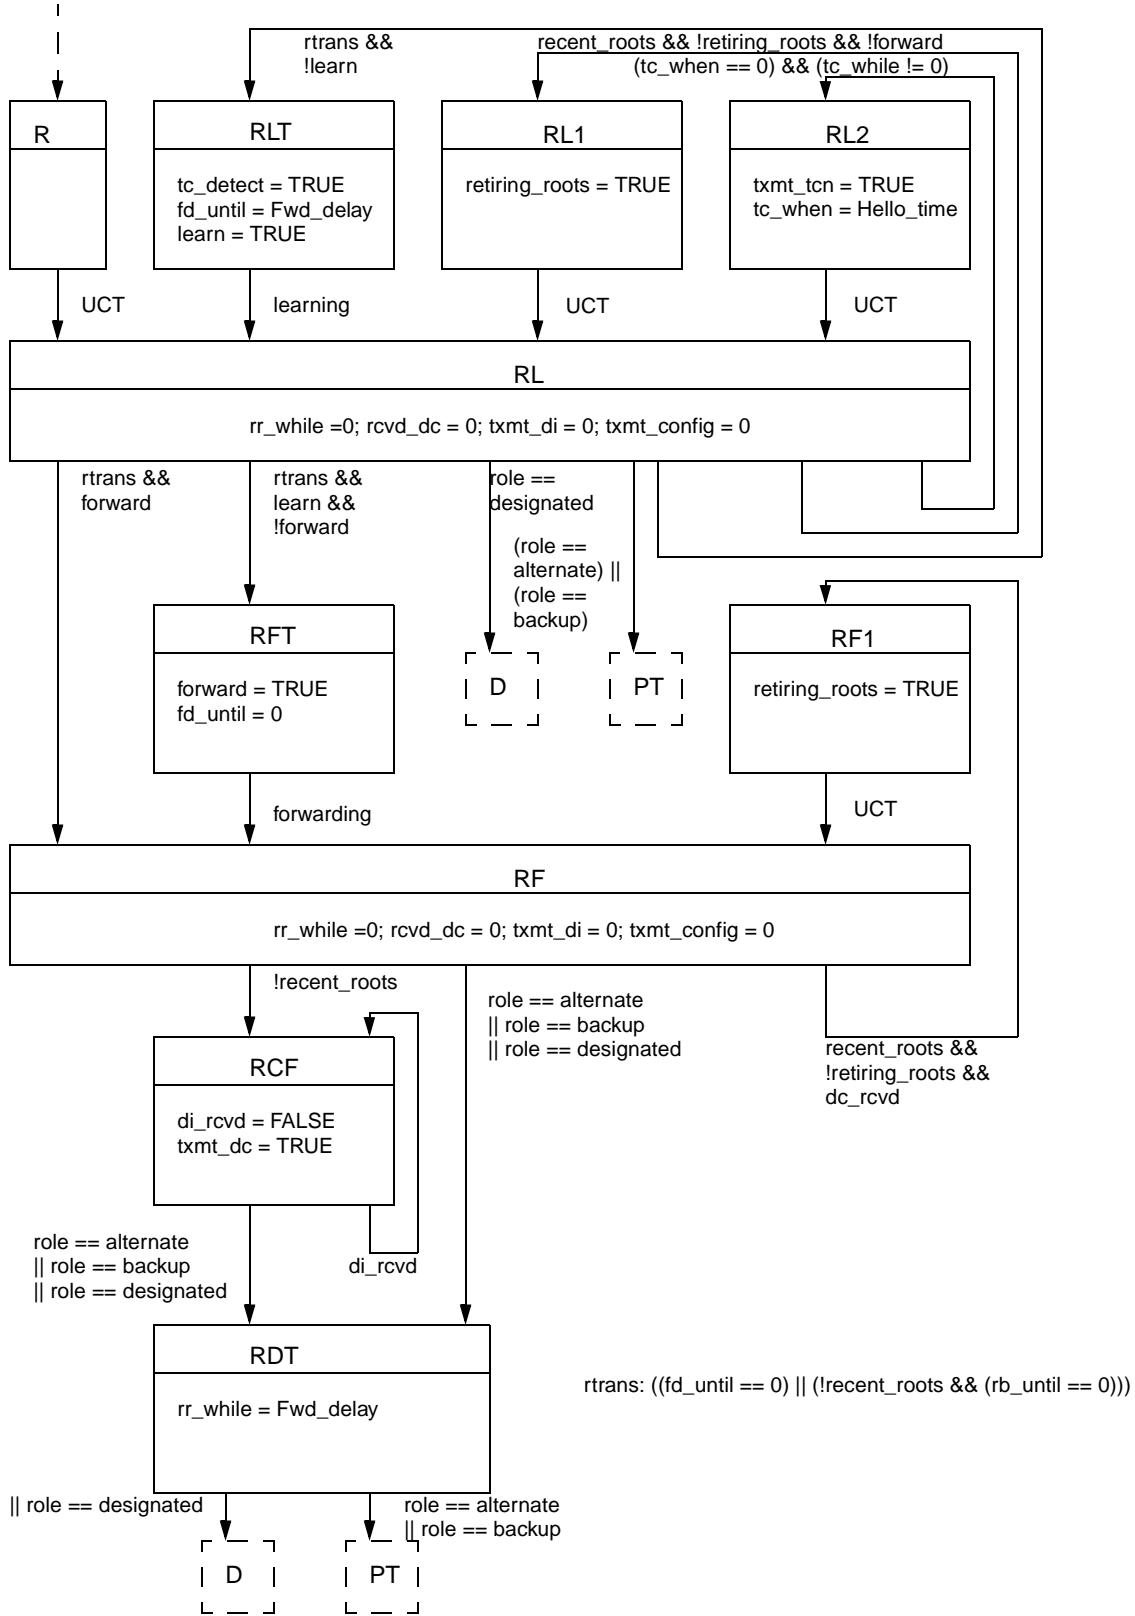 rtrans &&
!learn
recent_roots && !retiring_roots && !forward
(tc_when == 0) && (tc_while != 0)
R
RLT
RL1
RL2
tc_detect = TRUE
fd_until = Fwd_delay
learn = TRUE
retiring_roots = TRUE
txmt_tcn = TRUE
tc_when = Hello_time
UCT
learning
UCT
UCT
RL
rr_while =0; rcvd_dc = 0; txmt_di = 0; txmt_config = 0
rtrans &&
forward
rtrans &&
learn &&
!forward
role ==
designated
(role ==
alternate) ||
(role ==
backup)
RFT
forward = TRUE
fd_until = 0
D
PT
RF1
retiring_roots = TRUE
forwarding
UCT
RF
rr_while =0; rcvd_dc = 0; txmt_di = 0; txmt_config = 0
!recent_roots
role == alternate
|| role == backup
|| role == designated
recent_roots &&
!retiring_roots &&
dc_rcvd
RCF
di_rcvd = FALSE
txmt_dc = TRUE
role == alternate
|| role == backup
|| role == designated
di_rcvd
RDT
rr_while = Fwd_delay
rtrans: ((fd_until == 0) || (!recent_roots && (rb_until == 0)))
|| role == designated
role == alternate
|| role == backup
D
PT